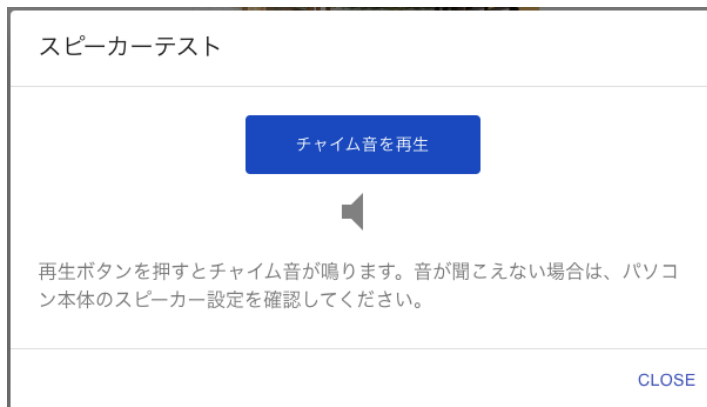 スピーカーテスト
チャイム音を再生
再生ボタンを押すとチャイム音が鳴ります。音が聞こえない場合は、パソコ
ン本体のスピーカー設定を確認してください。
CLOSE